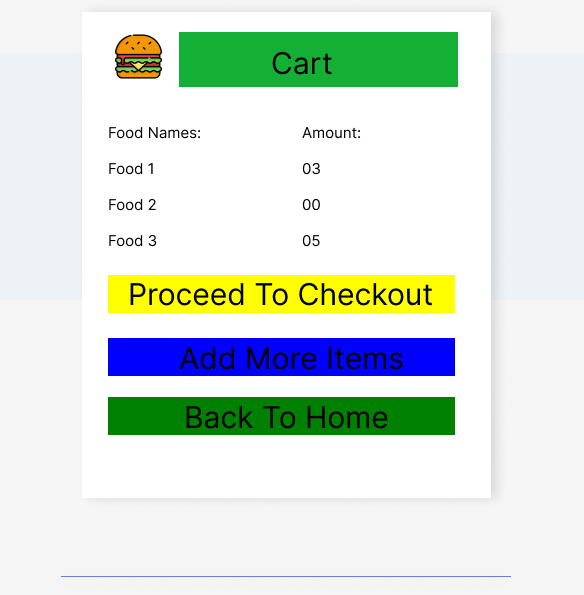 Cart
Food Names: Amount:
Food 1 03
Food 2 00
Food 3 05
Proceed To Checkout
Add More Items
Back To Home